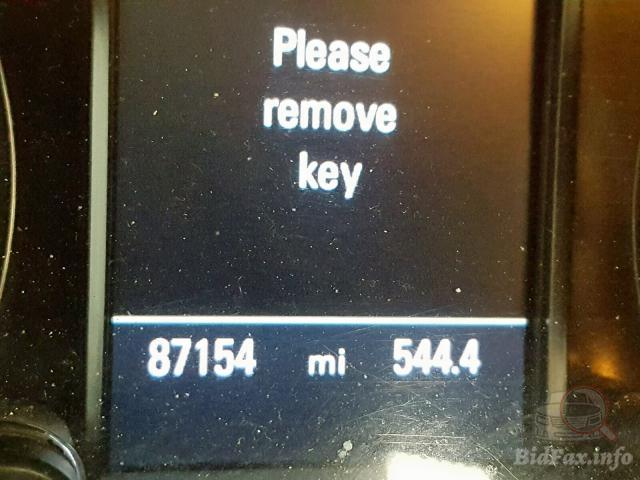 Please
remove
key
87154 mi 544.4
BidFax.info